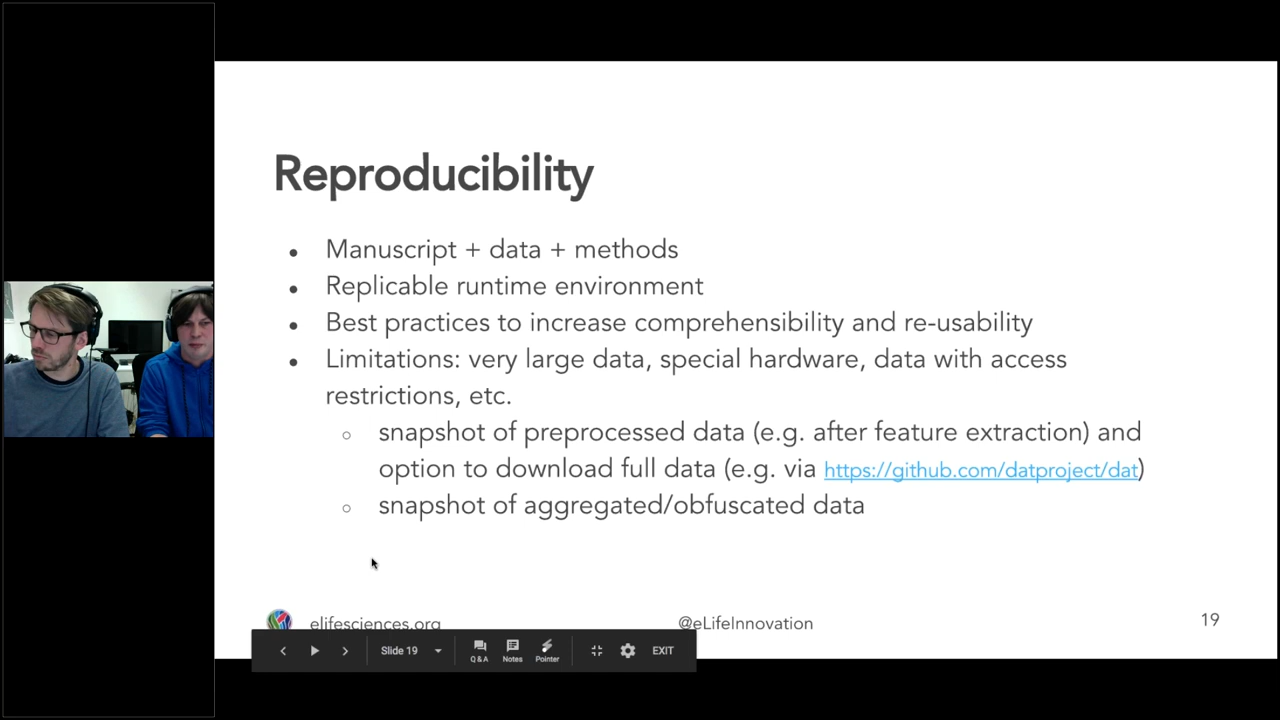 Reproducibility
● Manuscript + data + methods
● Replicable runtime environment
● Best practices to increase comprehensibility and re-usability
● Limitations: very large data, special hardware, data with access
restrictions, etc.
○ snapshot of preprocessed data (e.g. after feature extraction) and
option to download full data (e.g. via https://github.com/datproject/dat)
○ snapshot of aggregated/obfuscated data
elifesciences.org @eLifeInnovation 19
Slide 19 Q&A Notes Pointer EXIT